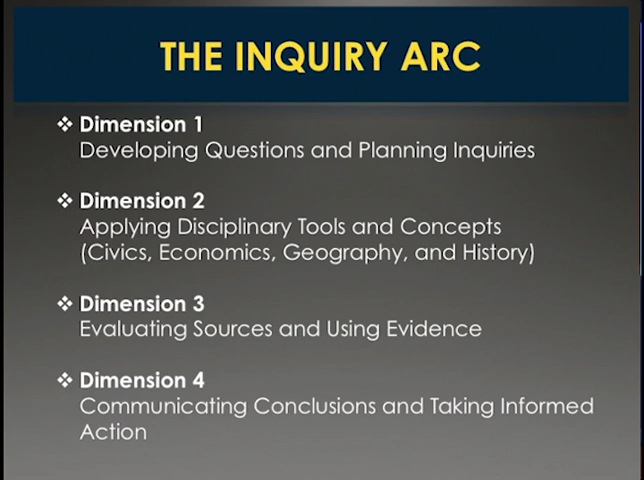 THE INQUIRY ARC
❖ Dimension 1
Developing Questions and Planning Inquiries
❖ Dimension 2
Applying Disciplinary Tools and Concepts
(Civics, Economics, Geography, and History)
❖ Dimension 3
Evaluating Sources and Using Evidence
❖ Dimension 4
Communicating Conclusions and Taking Informed
Action